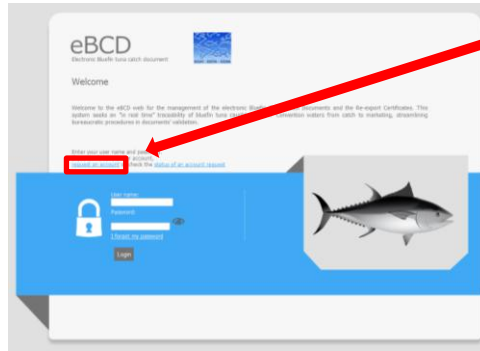 eBCD
Electronic Bluefin tuna catch document
Welcome
Welcome to the eBCD web for the management of the electronic Documents and the Re-export Certificates. This
system seeks an "in real time" traceability of bluefin tuna Convention waters from catch to marketing, streamlining
bureaucratic procedures in documents' validation.
Enter your user name and
account,
request an account check the status of an account request
User name:
Password:
I forgot my password
Login